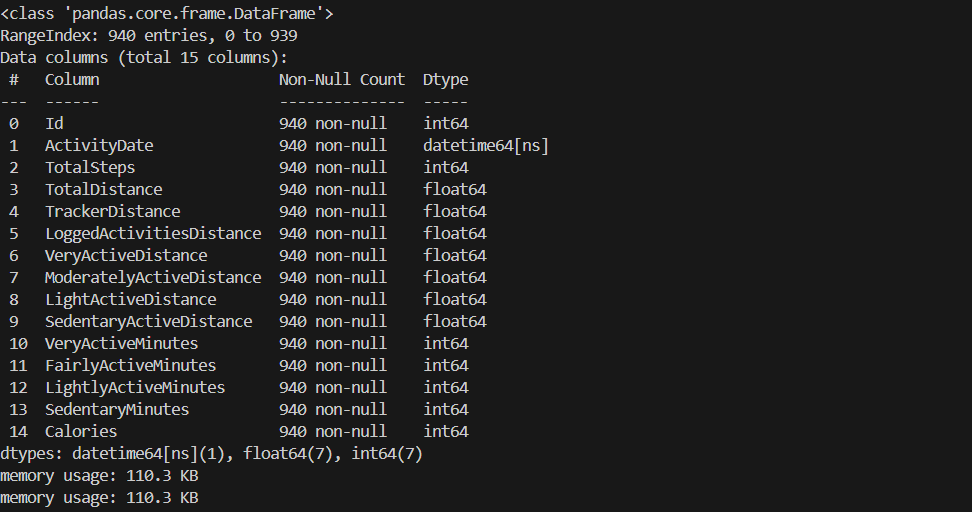 <class 'pandas.core.frame.DataFrame'>
RangeIndex: 940 entries, 0 to 939
Data columns (total 15 columns):
 #   Column                    Non-Null Count  Dtype
---  ------                    --------------  -----
 0   Id                        940 non-null    int64
 1   ActivityDate              940 non-null    datetime64[ns]
 2   TotalSteps                940 non-null    int64
 3   TotalDistance             940 non-null    float64
 4   TrackerDistance           940 non-null    float64
 5   LoggedActivitiesDistance  940 non-null    float64
 6   VeryActiveDistance        940 non-null    float64
 7   ModeratelyActiveDistance  940 non-null    float64
 8   LightActiveDistance       940 non-null    float64
 9   SedentaryActiveDistance   940 non-null    float64
 10  VeryActiveMinutes         940 non-null    int64
 11  FairlyActiveMinutes       940 non-null    int64
 12  LightlyActiveMinutes      940 non-null    int64
 13  SedentaryMinutes          940 non-null    int64
 14  Calories                  940 non-null    int64
dtypes: datetime64[ns](1), float64(7), int64(7)
memory usage: 110.3 KB
memory usage: 110.3 KB